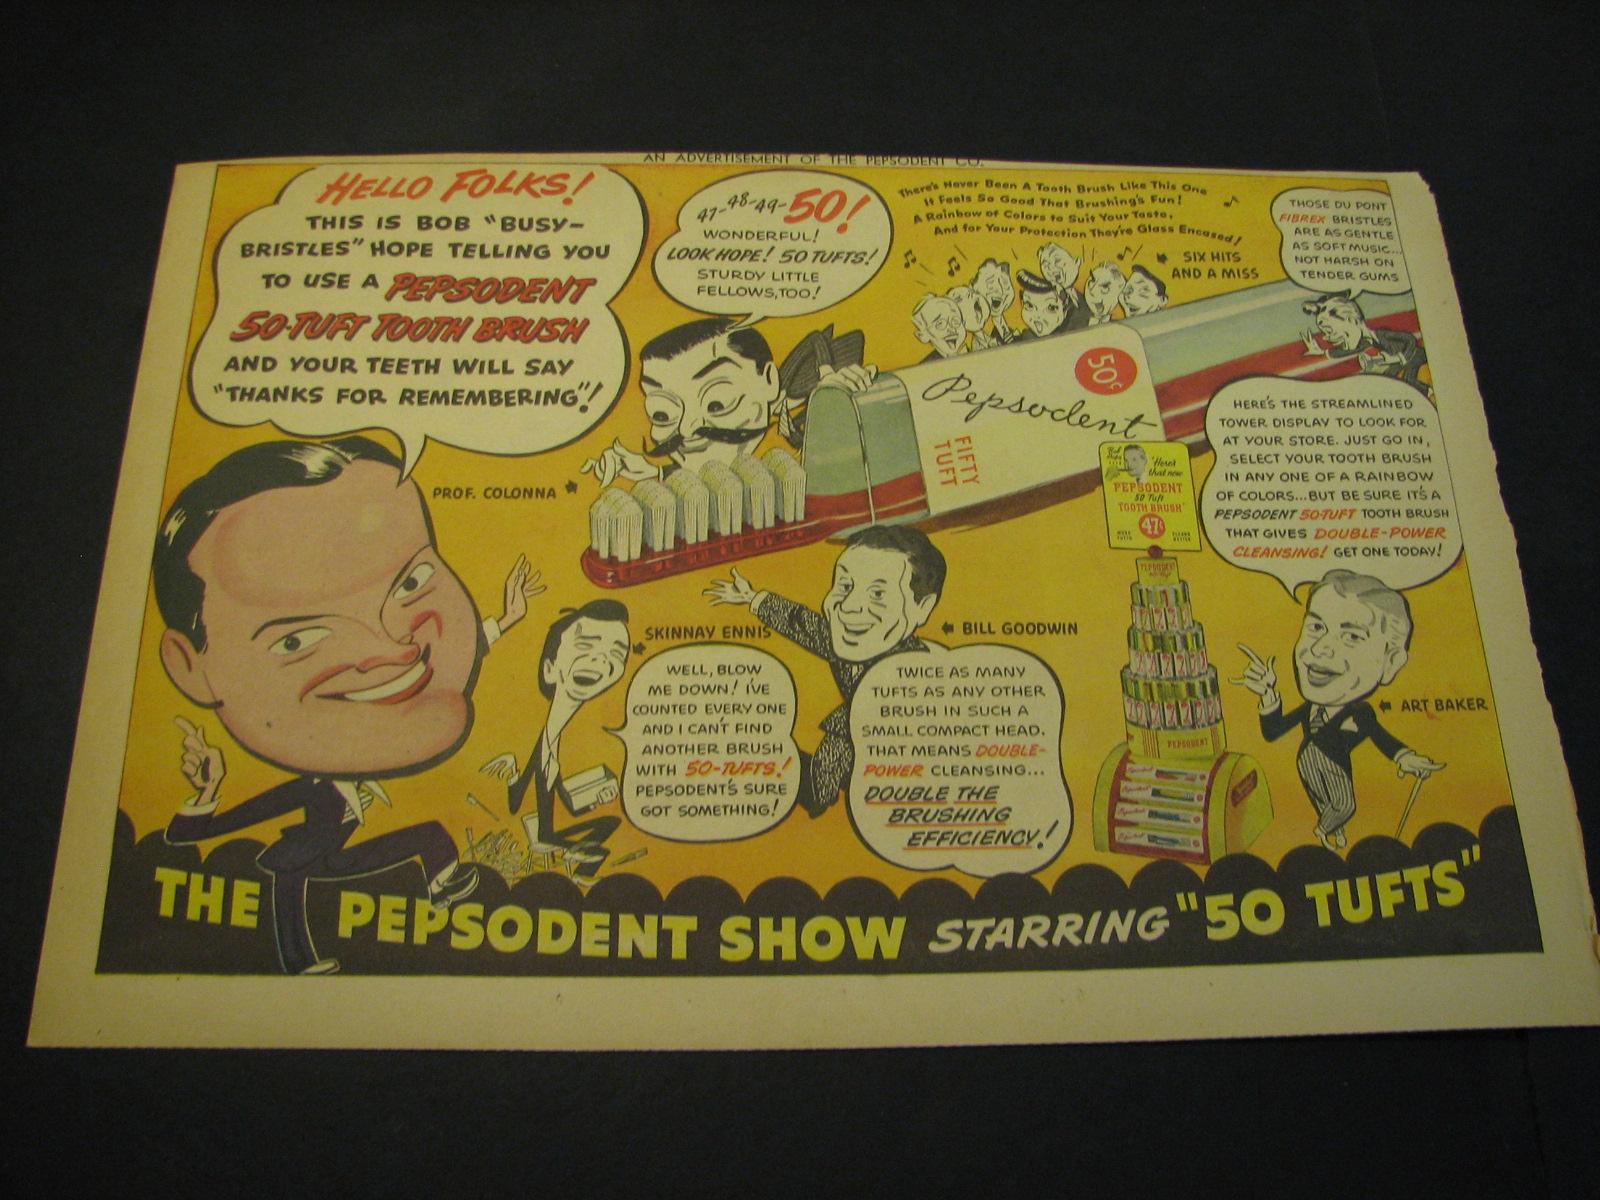 AN ADVERTISEMENT OF THE PEPSODENT CO.
HELLO FOLKS!
THIS IS BOB "BUSY-
BRISTLES" HOPE TELLING YOU
TO USE A PEPSODENT
50-TUFT TOOTH BRUSH
AND YOUR TEETH WILL SAY
"THANKS FOR REMEMBERING"!
47-48-49-50!
WONDERFUL!
LOOK HOPE! 50 TUFTS!
STURDY LITTLE
FELLOWS, TOO!
There's Never Been A Tooth Brush Like This One
It Feels So Good That Brushing's Fun!
A Rainbow of Colors to Suit Your Taste,
And for Your Protection They're Glass Encased!
SIX HITS
AND A MISS
THOSE DU PONT
FIBREX BRISTLES
ARE AS GENTLE
AS SOFT MUSIC...
NOT HARSH ON
TENDER GUMS
PROF. COLONNA
Pepsodent
50¢
FIFTY
TUFT
HERE'S THE STREAMLINED
TOWER DISPLAY TO LOOK FOR
AT YOUR STORE. JUST GO IN,
SELECT YOUR TOOTH BRUSH
IN ANY ONE OF A RAINBOW
OF COLORS...BUT BE SURE IT'S A
PEPSODENT 50-TUFT TOOTH BRUSH
THAT GIVES DOUBLE-POWER
CLEANSING! GET ONE TODAY!
"Here's
that new
PEPSODENT
50 Tuft
TOOTH BRUSH"
47¢
PEPSODENT
PEPSODENT
SKINNAY ENNIS
WELL, BLOW
ME DOWN! I'VE
COUNTED EVERY ONE
AND I CAN'T FIND
ANOTHER BRUSH
WITH 50-TUFTS!
PEPSODENT'S SURE
GOT SOMETHING!
BILL GOODWIN
TWICE AS MANY
TUFTS AS ANY OTHER
BRUSH IN SUCH A
SMALL COMPACT HEAD.
THAT MEANS DOUBLE-
POWER CLEANSING...
DOUBLE THE
BRUSHING
EFFICIENCY!
ART BAKER
THE PEPSODENT SHOW STARRING "50 TUFTS"